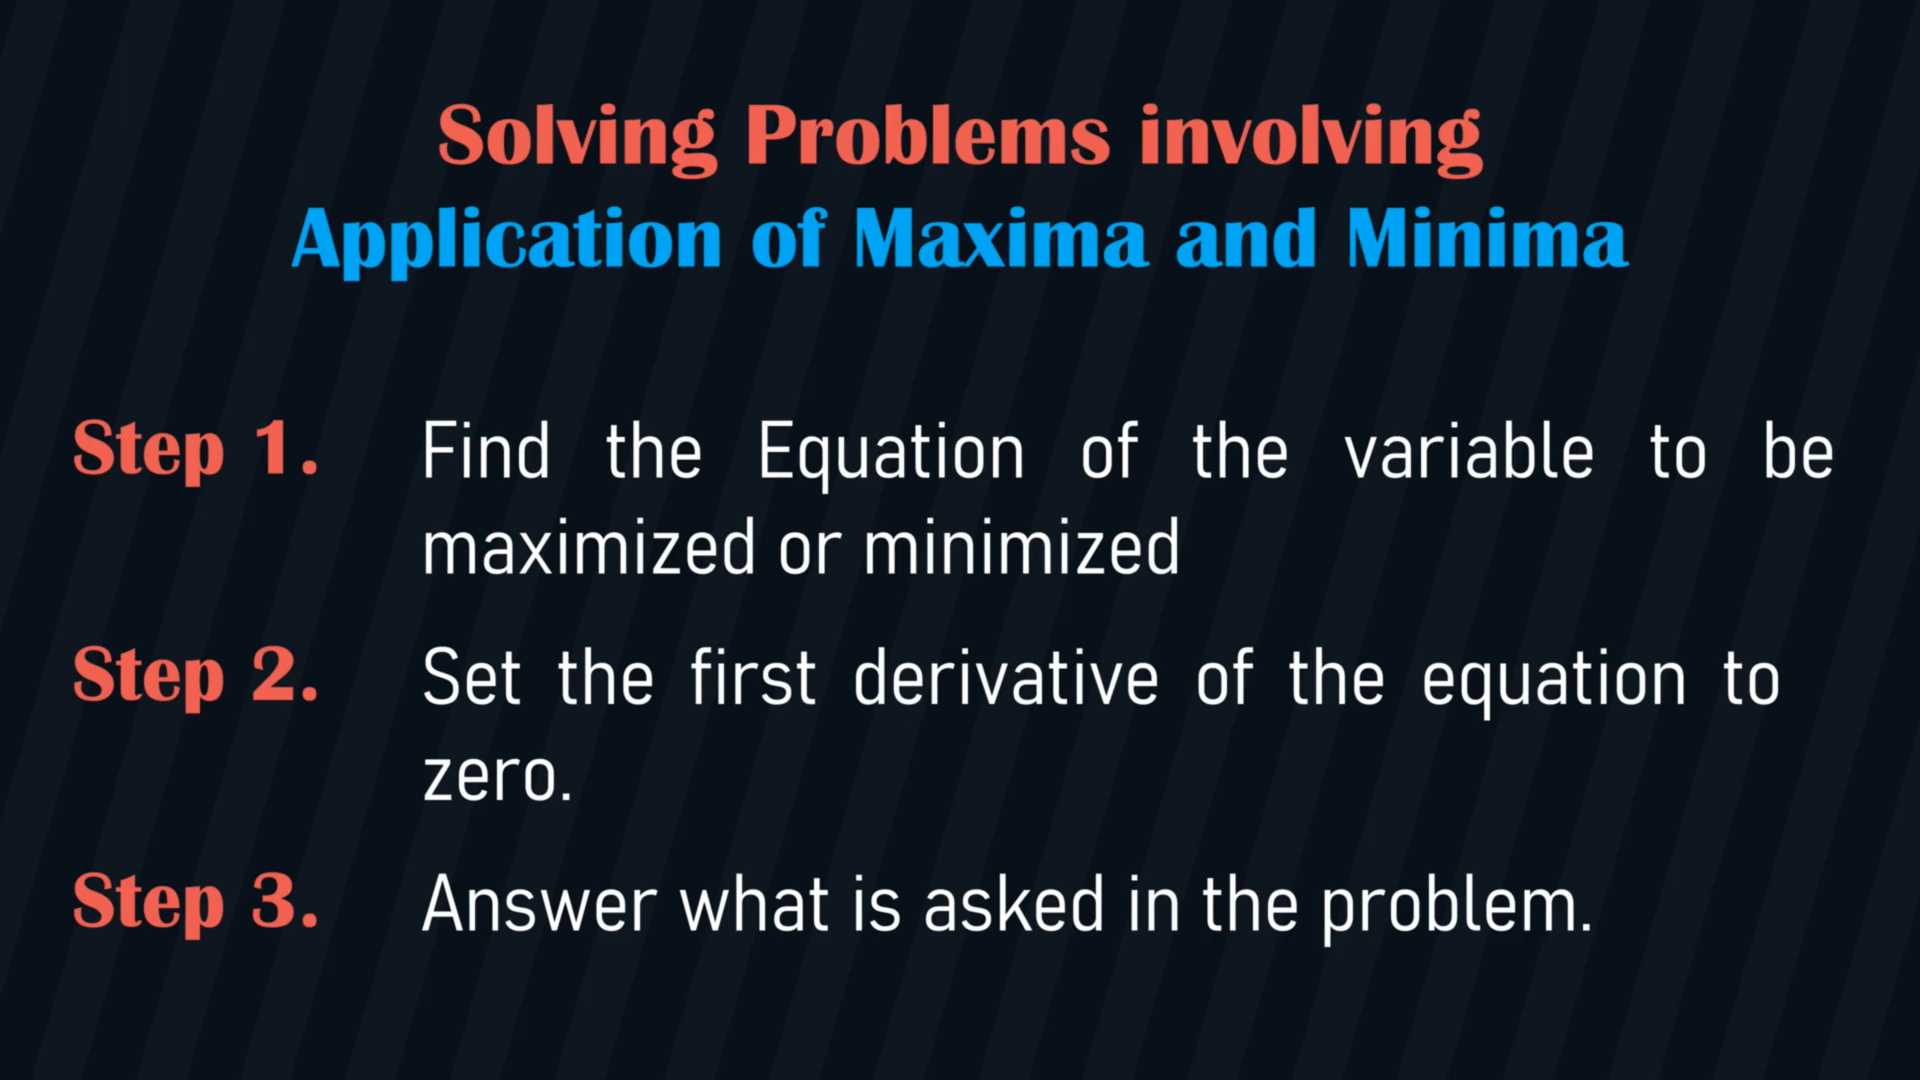 Solving Problems involving
Application of Maxima and Minima
Step 1. Find the Equation of the variable to be
maximized or minimized
Step 2. Set the first derivative of the equation to
zero.
Step 3. Answer what is asked in the problem.